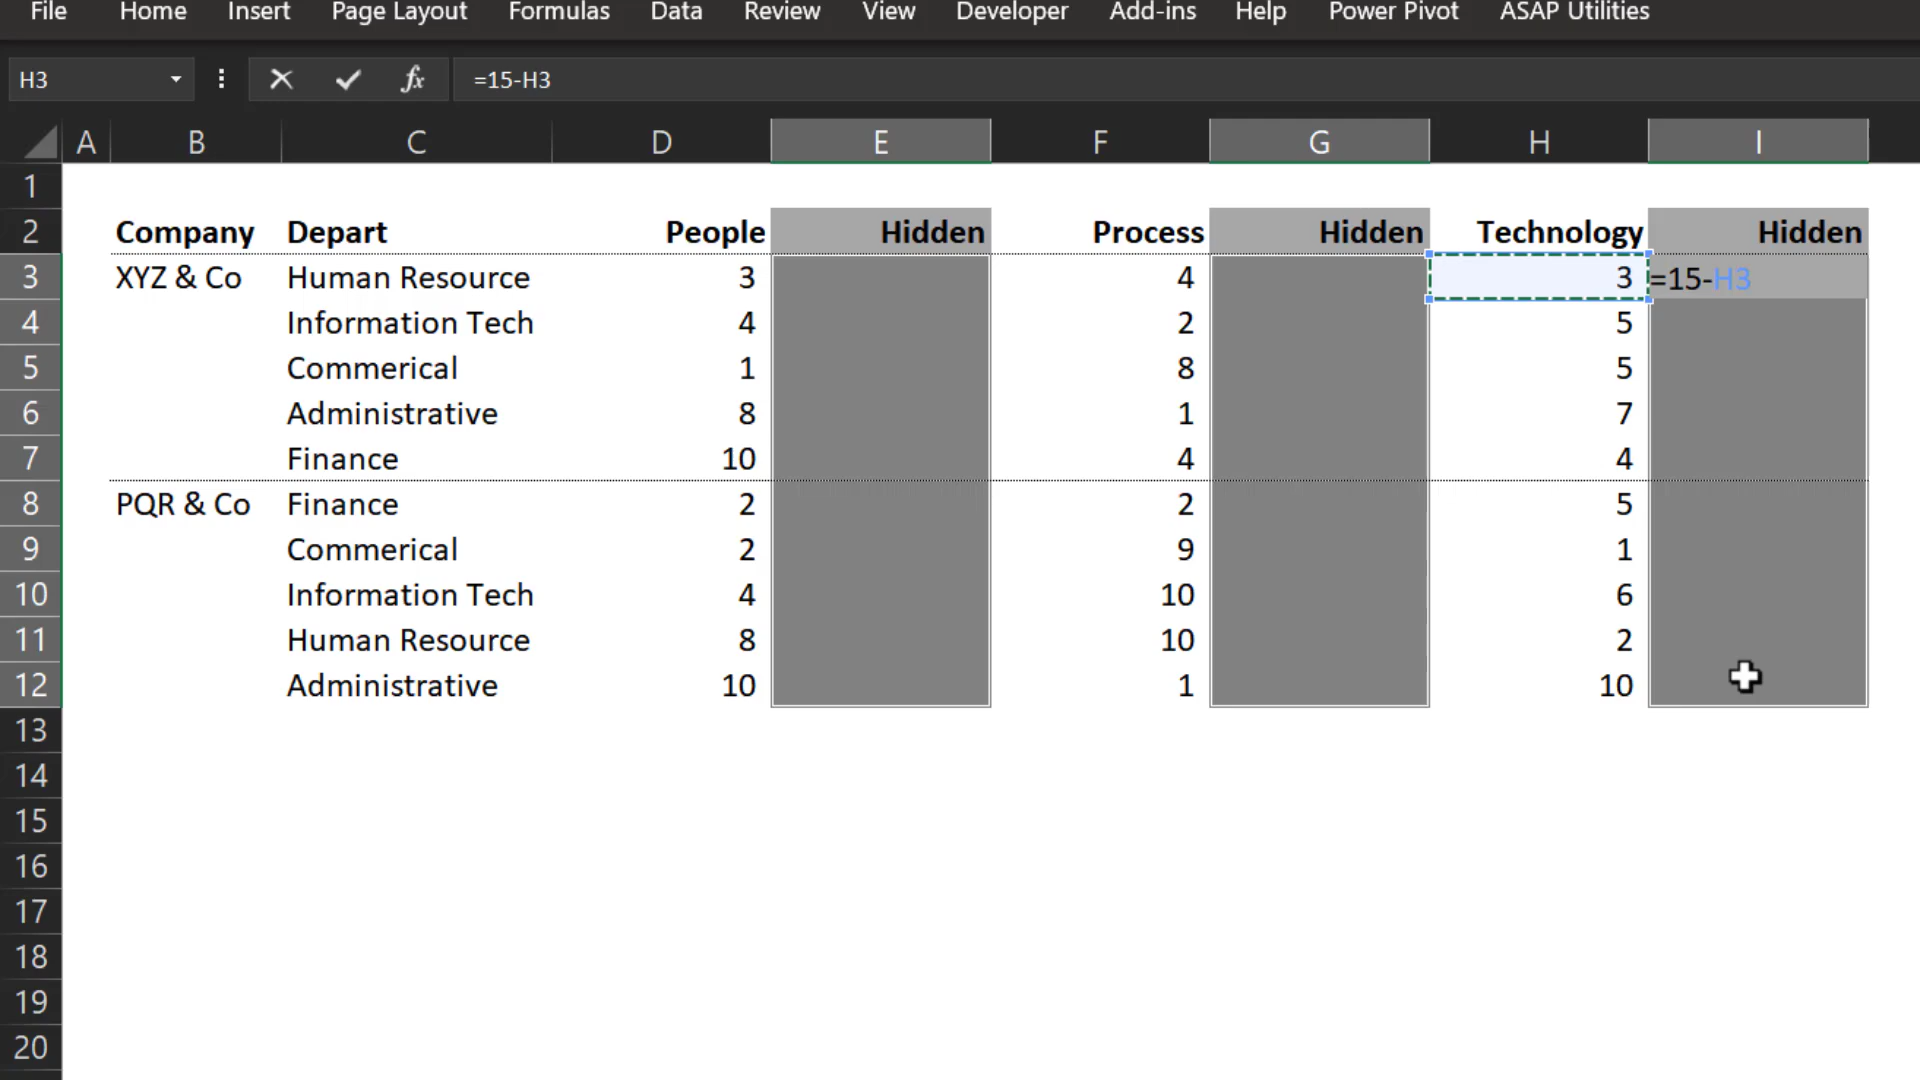 File Home Insert Page Layout Formulas Data Review View Developer Add-ins Help Power Pivot ASAP Utilities
H3 fx =15-H3
A B C D E F G H I
1
2 Company Depart People Hidden Process Hidden Technology Hidden
3 XYZ & Co Human Resource 3 4 3 =15-H3
4 Information Tech 4 2 5
5 Commerical 1 8 5
6 Administrative 8 1 7
7 Finance 10 4 4
8 PQR & Co Finance 2 2 5
9 Commerical 2 9 1
10 Information Tech 4 10 6
11 Human Resource 8 10 2
12 Administrative 10 1 10
13
14
15
16
17
18
19
20